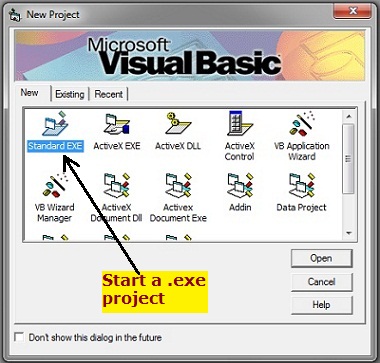 New Project
Microsoft
Visual Basic
New Existing Recent
Standard EXE ActiveX EXE ActiveX DLL ActiveX Control VB Application Wizard
VB Wizard Manager ActiveX Document Dll Activex Document Exe Addin Data Project
Start a .exe
project
Open
Cancel
Help
Don't show this dialog in the future